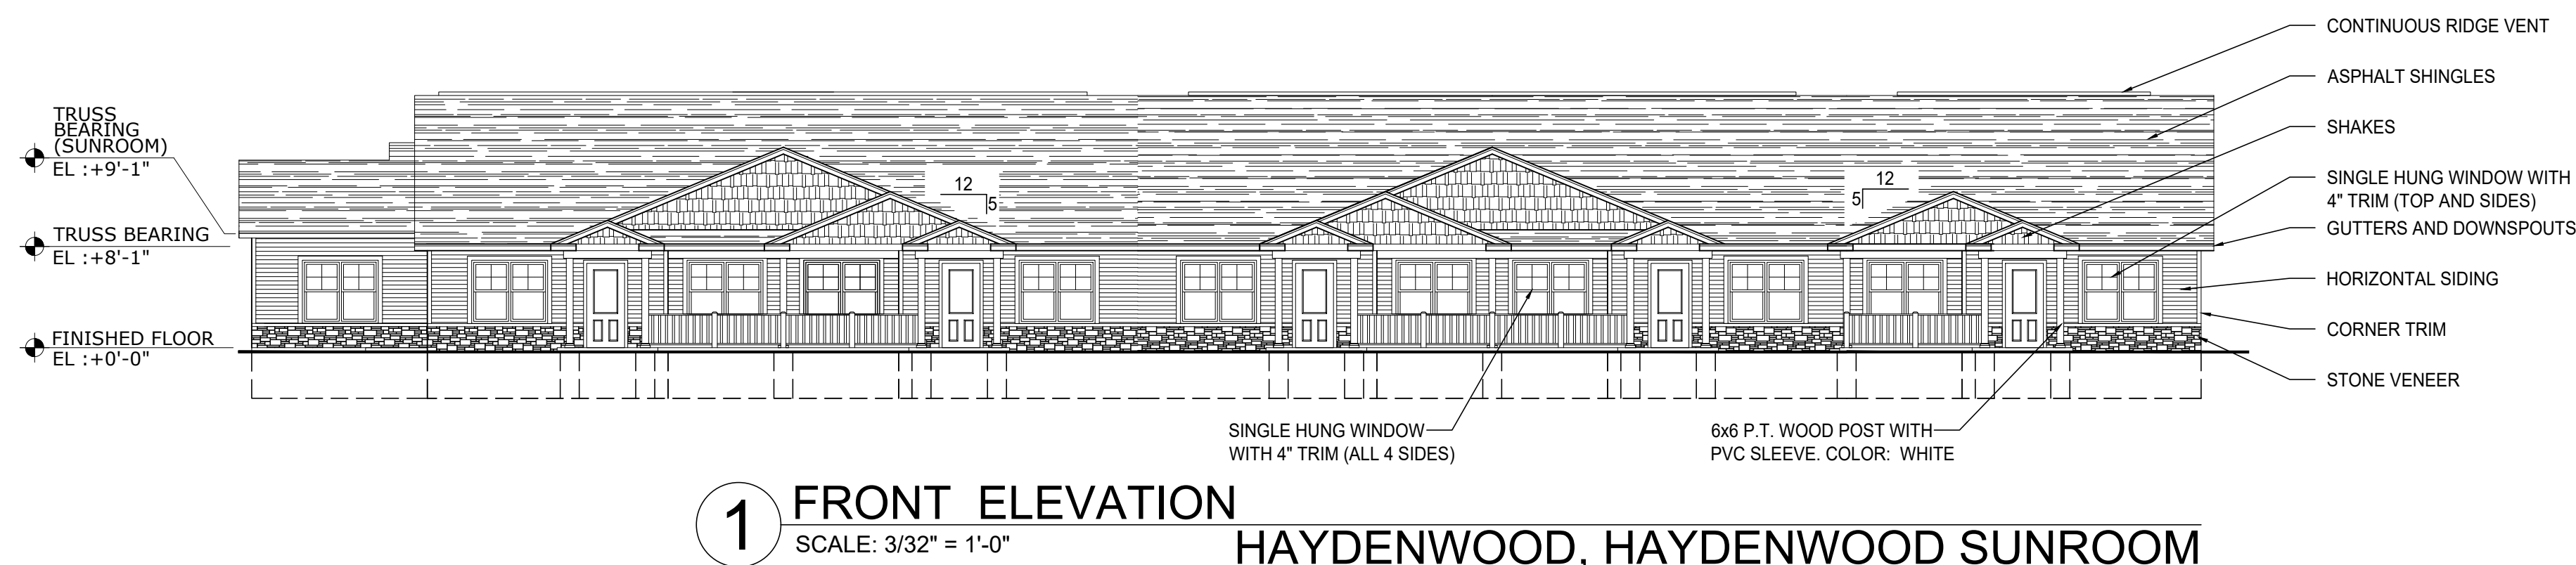 CONTINUOUS RIDGE VENT
ASPHALT SHINGLES
SHAKES
SINGLE HUNG WINDOW WITH
4" TRIM (TOP AND SIDES)
GUTTERS AND DOWNSPOUTS
HORIZONTAL SIDING
CORNER TRIM
STONE VENEER
TRUSS
BEARING
(SUNROOM)
EL :+9'-1"
TRUSS BEARING
EL :+8'-1"
FINISHED FLOOR
EL :+0'-0"
12
5
12
5
SINGLE HUNG WINDOW
WITH 4" TRIM (ALL 4 SIDES)
6x6 P.T. WOOD POST WITH
PVC SLEEVE. COLOR: WHITE
1
FRONT ELEVATION
SCALE: 3/32" = 1'-0"
HAYDENWOOD, HAYDENWOOD SUNROOM